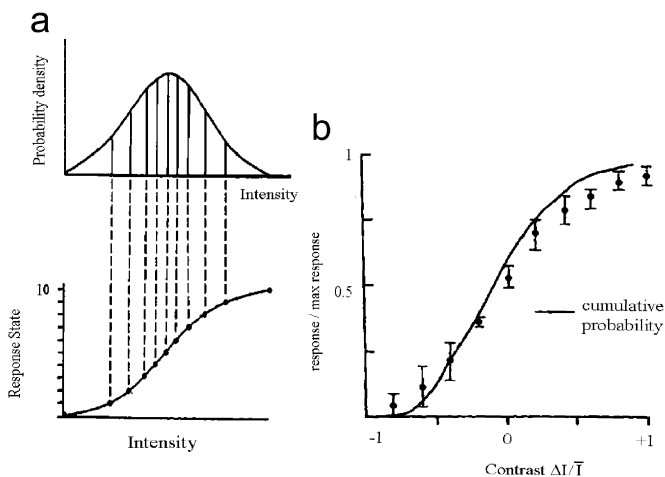 a
Probability density
Intensity
10
Response State
Intensity
b
1
0.5
response / max response
cumulative
probability
-1
0
+1
Contrast ΔI/I̅